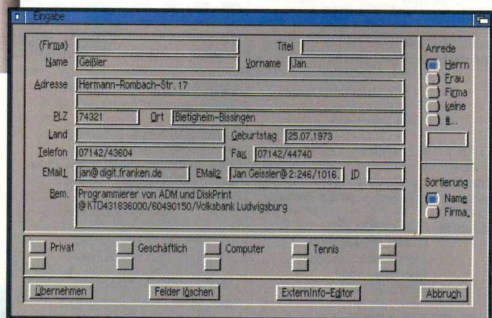 Eingabe
(Firma) Titel
Name Geißler Vorname Jan
Adresse Hermann-Rombach-Str. 17
PLZ 74321 Ort Bietigheim-Bissingen
Land Geburtstag 25.07.1973
Telefon 07142/43604 Fax 07142/44740
EMail1 jan@digit.franken.de EMail2 Jan Geissler@2:246/1016. ID
Bem. Programmierer von ADM und DiskPrint
@KTO431836000/60490150/Volksbank Ludwigsburg
Anrede
Herrn
Frau
Firma
keine
a...
Sortierung
Name
Firma,
Privat Geschäftlich Computer Tennis
Übernehmen Felder löschen ExternInfo-Editor Abbruch